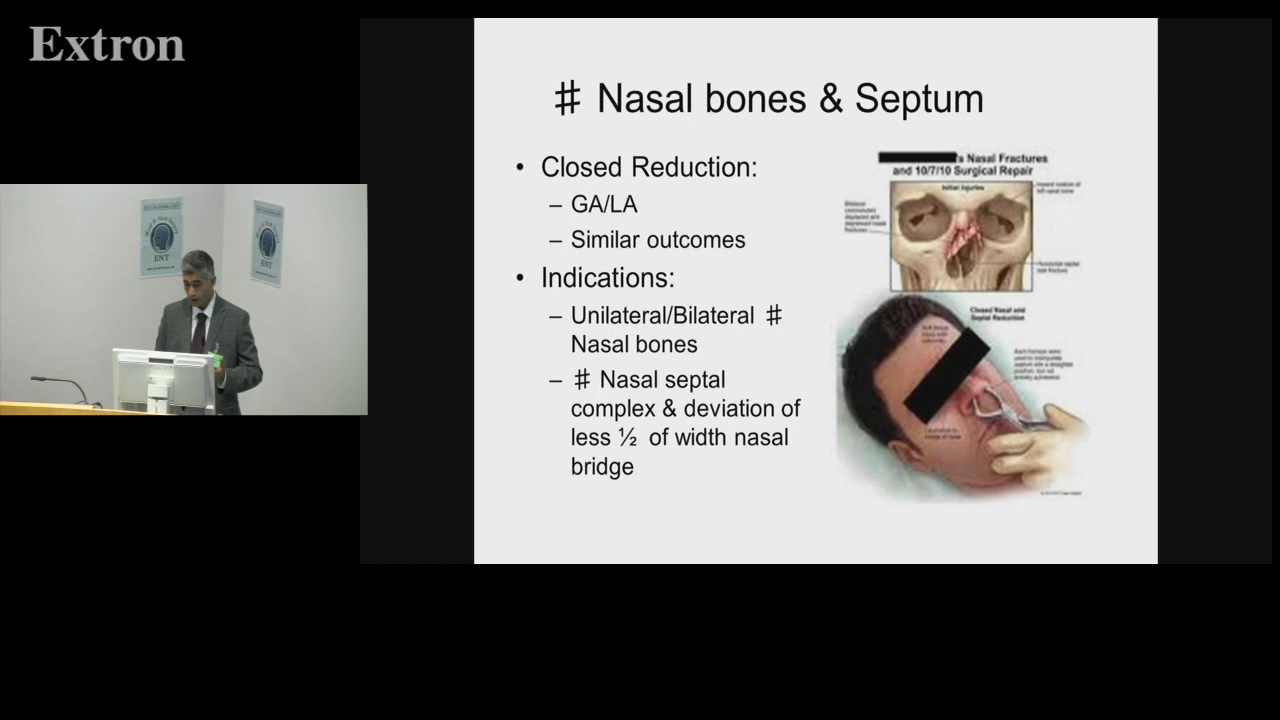 Extron
ENT
ENT
♯ Nasal bones & Septum
• Closed Reduction:
– GA/LA
– Similar outcomes
• Indications:
– Unilateral/Bilateral ♯
Nasal bones
– ♯ Nasal septal
complex & deviation of
less ½ of width nasal
bridge
's Nasal Fractures
and 10/7/10 Surgical Repair
Initial Injuries
Closed Nasal and
Septal Reduction